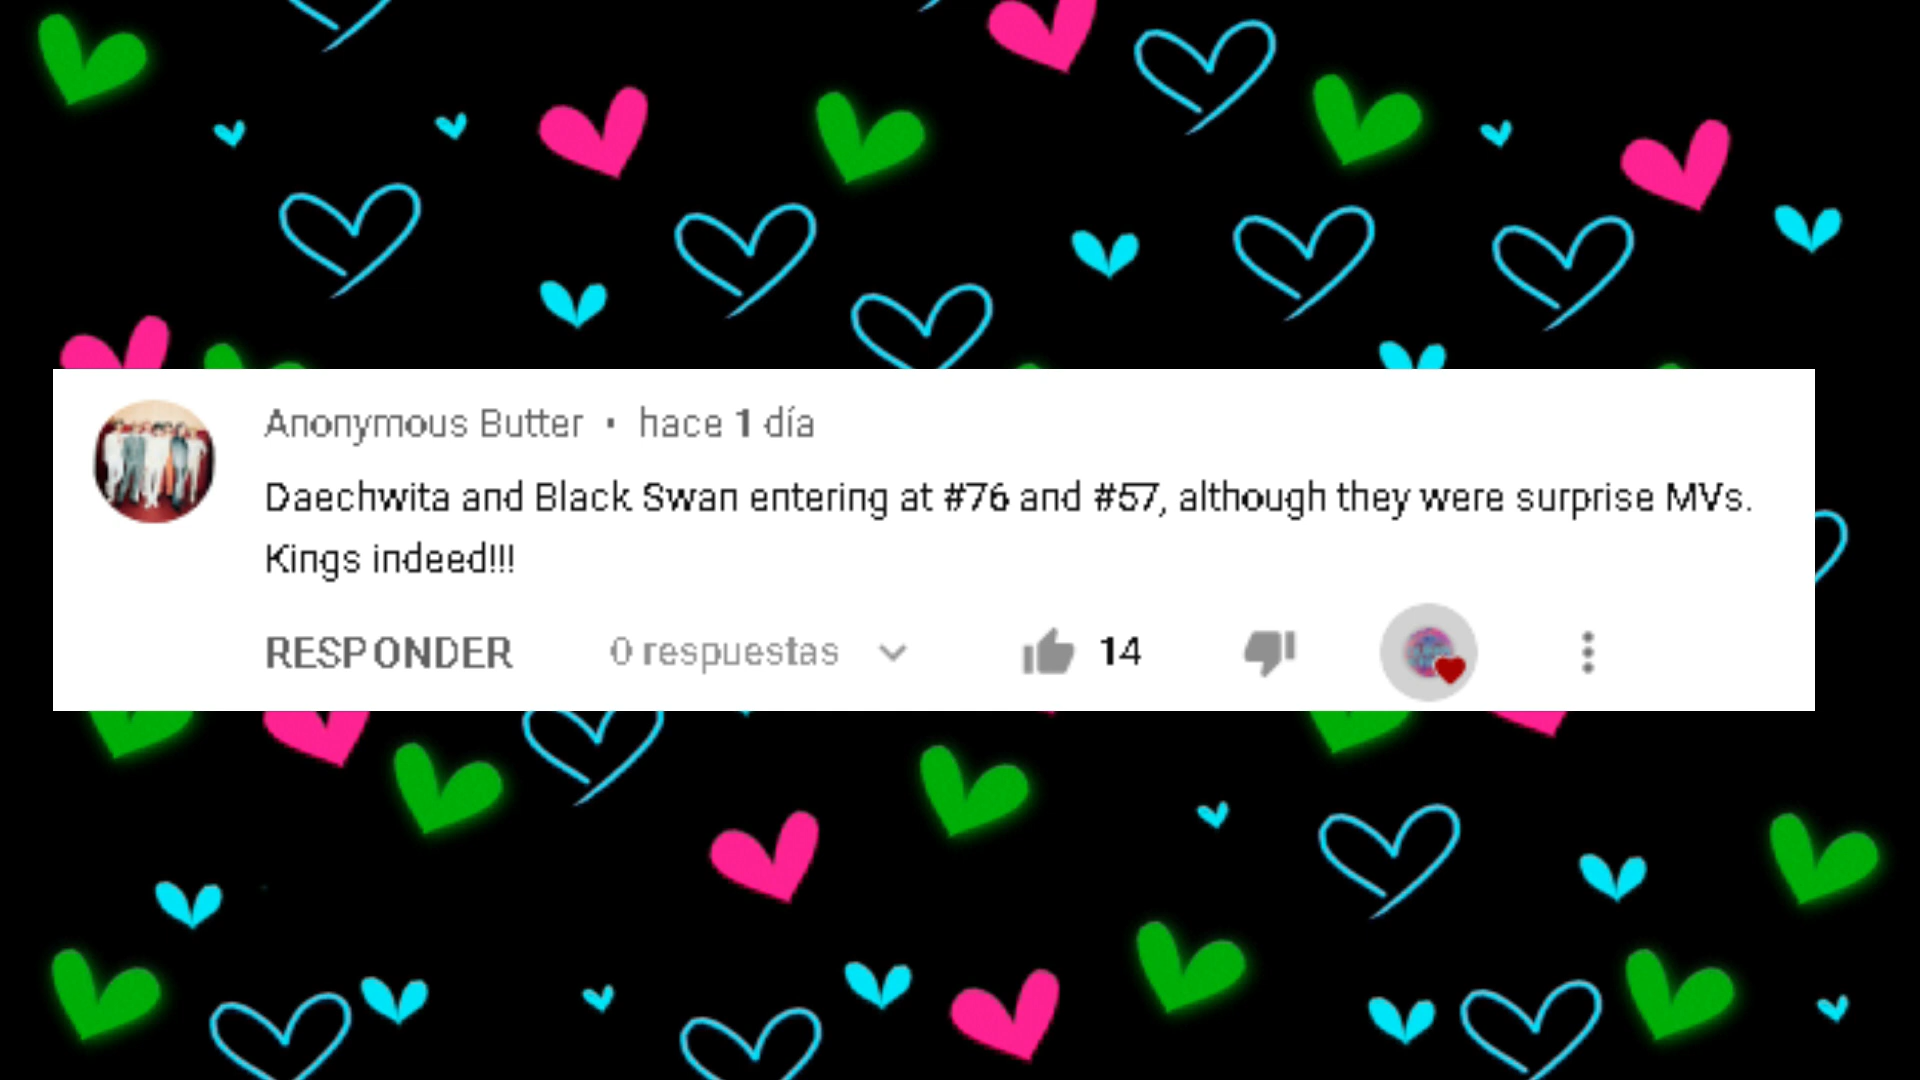 Anonymous Butter • hace 1 día
Daechwita and Black Swan entering at #76 and #57, although they were surprise MVs.
Kings indeed!!!
RESPONDER 0 respuestas 14